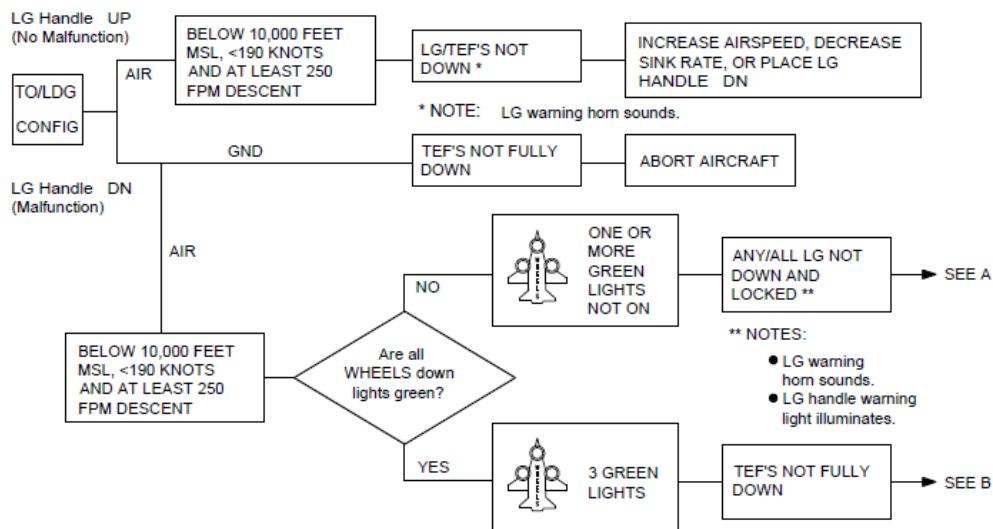 LG Handle UP
(No Malfunction)
TO/LDG
CONFIG
AIR
BELOW 10,000 FEET
MSL, <190 KNOTS
AND AT LEAST 250
FPM DESCENT
LG/TEF'S NOT
DOWN *
INCREASE AIRSPEED, DECREASE
SINK RATE, OR PLACE LG
HANDLE DN
* NOTE: LG warning horn sounds.
GND
TEF'S NOT FULLY
DOWN
ABORT AIRCRAFT
LG Handle DN
(Malfunction)
AIR
BELOW 10,000 FEET
MSL, <190 KNOTS
AND AT LEAST 250
FPM DESCENT
Are all
WHEELS down
lights green?
NO
WHEELS
ONE OR
MORE
GREEN
LIGHTS
NOT ON
ANY/ALL LG NOT
DOWN AND
LOCKED **
SEE A
** NOTES:
● LG warning
horn sounds.
● LG handle warning
light illuminates.
YES
WHEELS
3 GREEN
LIGHTS
TEF'S NOT FULLY
DOWN
SEE B